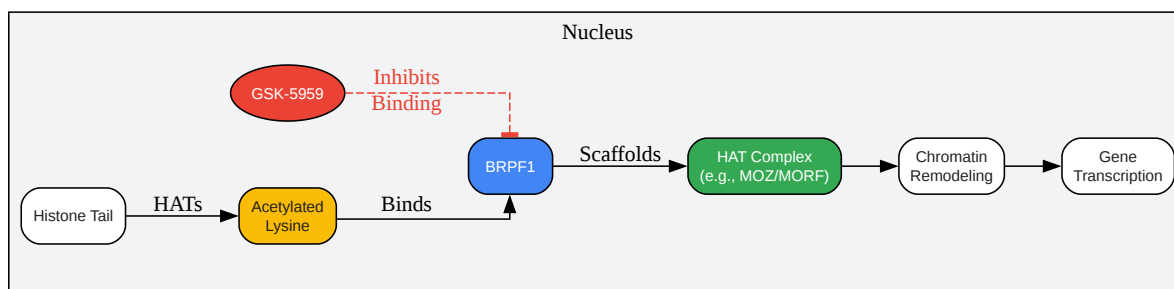 Nucleus
GSK-5959
Inhibits
Binding
BRPF1
Scaffolds
HAT Complex
(e.g., MOZ/MORF)
Chromatin
Remodeling
Gene
Transcription
Histone Tail
HATs
Acetylated
Lysine
Binds